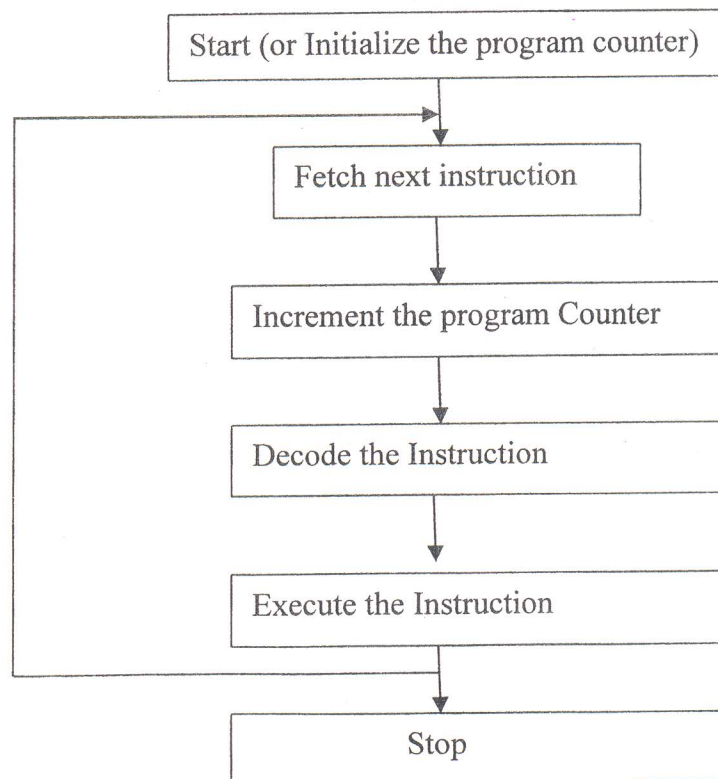 Start (or Initialize the program counter)
Fetch next instruction
Increment the program Counter
Decode the Instruction
Execute the Instruction
Stop